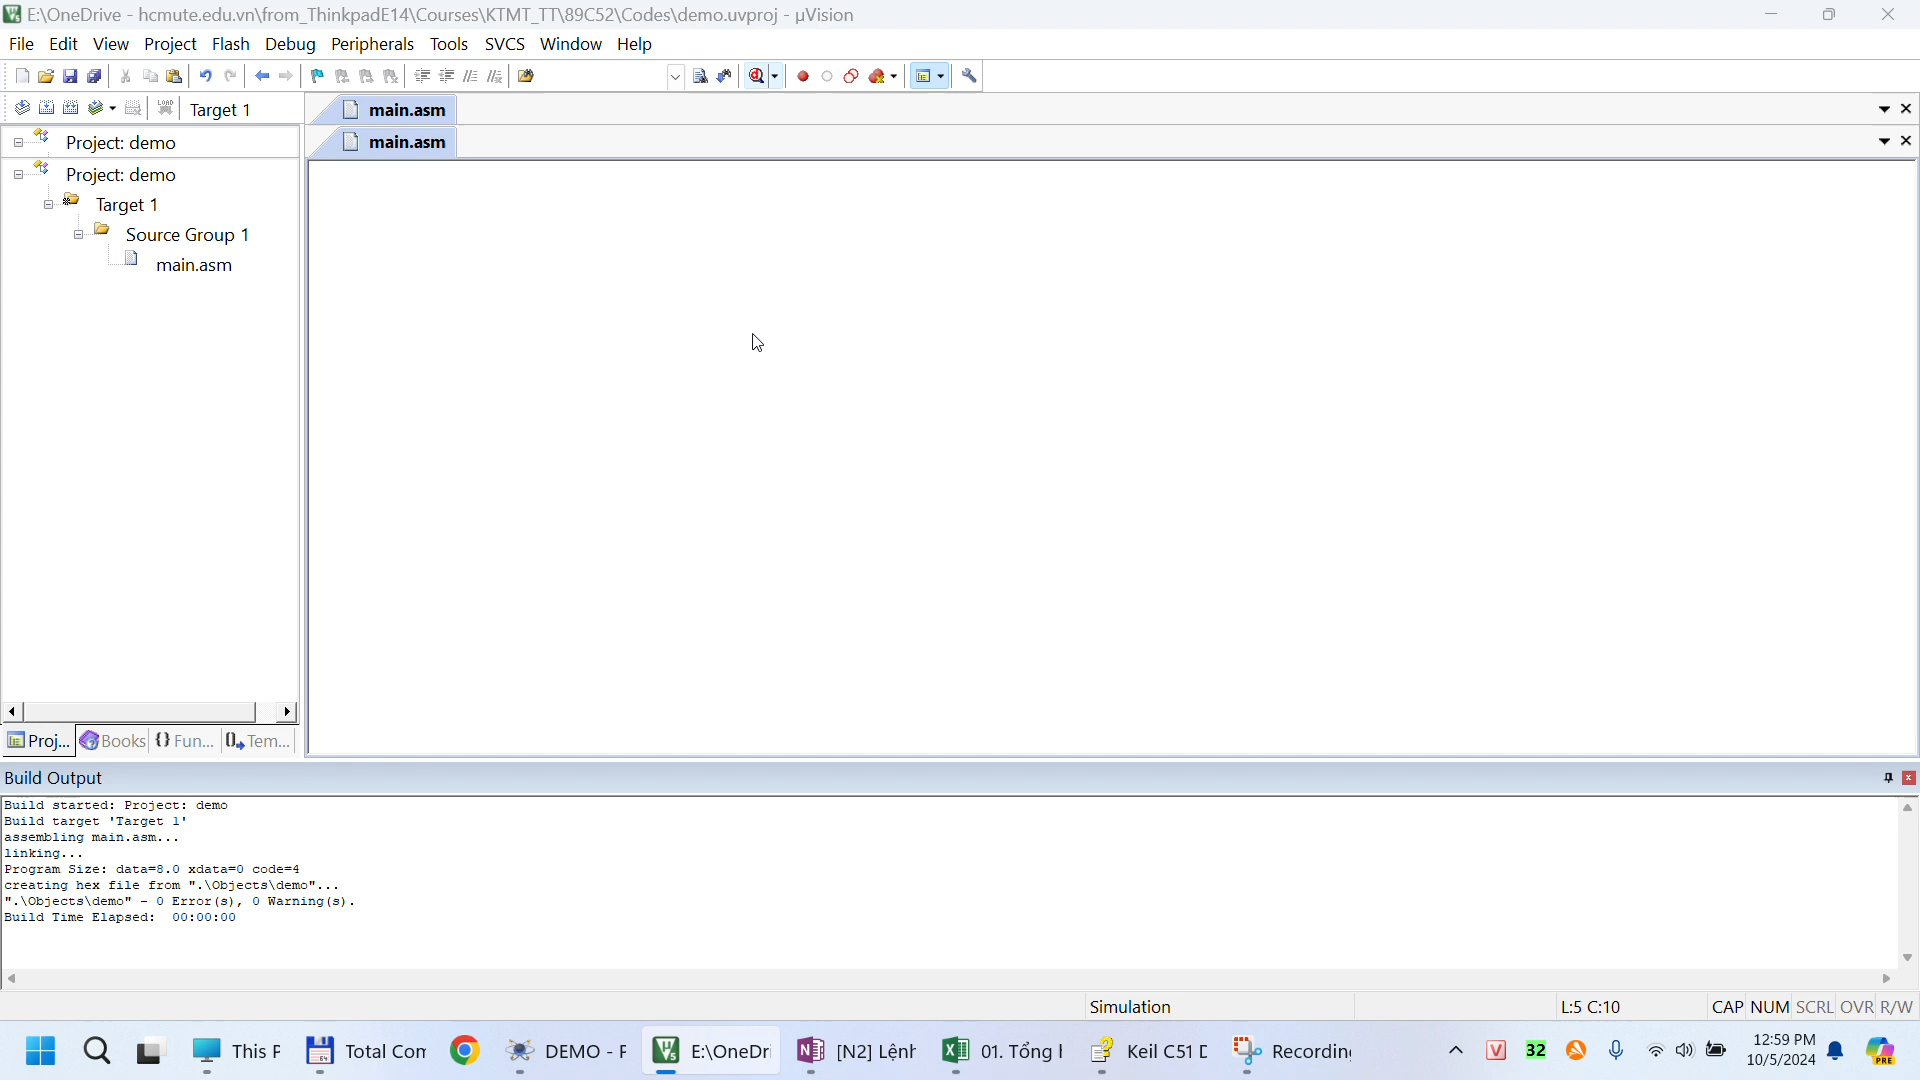 E:\OneDrive - hcmute.edu.vn\from_ThinkpadE14\Courses\KTMT_TT\89C52\Codes\demo.uvproj - µVision
File Edit View Project Flash Debug Peripherals Tools SVCS Window Help
LOAD Target 1
main.asm
main.asm
Project: demo
Project: demo
Target 1
Source Group 1
main.asm
Proj... Books {} Fun... Tem...
Build Output
Build started: Project: demo
Build target 'Target 1'
assembling main.asm...
linking...
Program Size: data=8.0 xdata=0 code=4
creating hex file from ".\Objects\demo"...
".\Objects\demo" - 0 Error(s), 0 Warning(s).
Build Time Elapsed:  00:00:00
Simulation L:5 C:10 CAP NUM SCRL OVR R/W
This P Total Com DEMO - P E:\OneDri [N2] Lệnh 01. Tổng h Keil C51 D Recording V 32 12:59 PM
10/5/2024 PRE